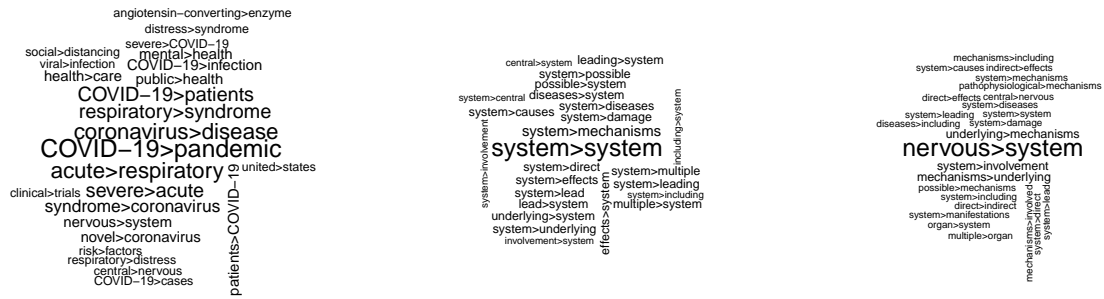 angiotensin−converting>enzyme
distress>syndrome
severe>COVID−19
social>distancing mental>health
viral>infection COVID−19>infection
health>care public>health
COVID−19>patients
respiratory>syndrome
coronavirus>disease
COVID−19>pandemic
acute>respiratory united>states
clinical>trials severe>acute
syndrome>coronavirus
nervous>system
novel>coronavirus
risk>factors
respiratory>distress
central>nervous
COVID−19>cases
patients>COVID−19
central>system leading>system
system>possible
possible>system
system>central diseases>system
system>diseases
system>causes system>damage
system>mechanisms
system>involvement
including>system
system>system
system>direct system>multiple
system>effects system>leading
system>lead system>including
lead>system multiple>system
underlying>system
system>underlying
involvement>system
effects>system
mechanisms>including
system>causes indirect>effects
system>mechanisms
pathophysiological>mechanisms
direct>effects central>nervous
system>diseases
system>leading system>system
diseases>including system>damage
underlying>mechanisms
nervous>system
system>involvement
mechanisms>underlying
possible>mechanisms
system>including
direct>indirect
system>manifestations
organ>system
multiple>organ
mechanisms>involved
system>direct
system>lead